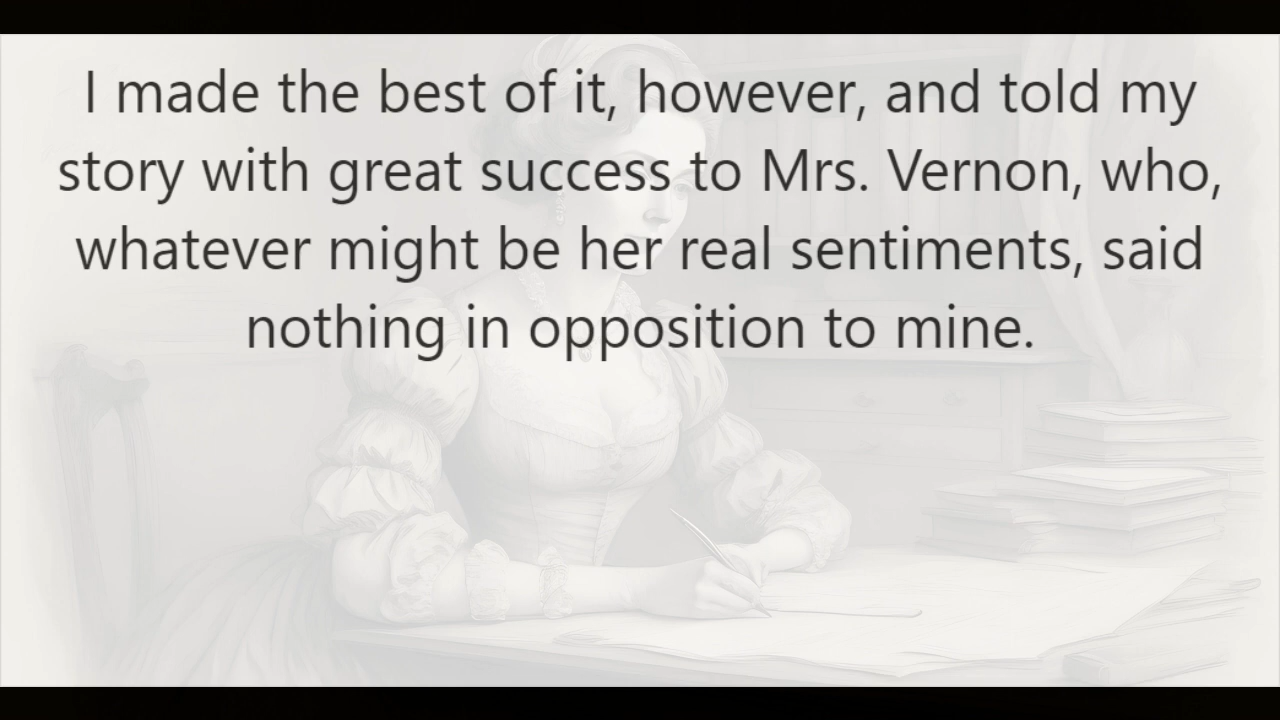 I made the best of it, however, and told my
story with great success to Mrs. Vernon, who,
whatever might be her real sentiments, said
nothing in opposition to mine.